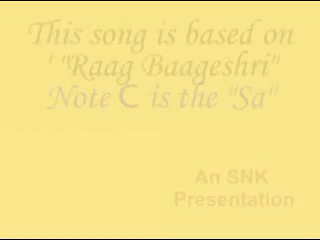 This song is based on
' "Raag Baageshri"
Note C is the "Sa"
An SNK
Presentation